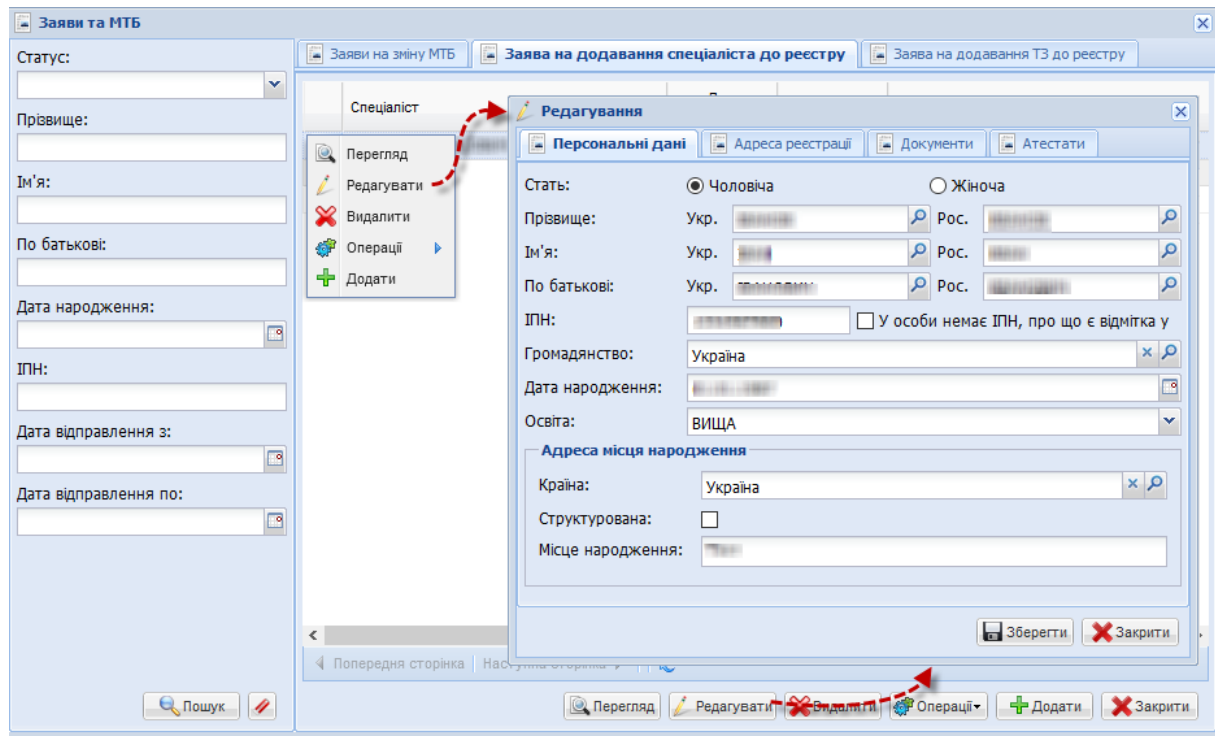 Заяви та МТБ
Статус:
Прізвище:
Ім'я:
По батькові:
Дата народження:
ІПН:
Дата відправлення з:
Дата відправлення по:
Пошук
Заяви на зміну МТБ
Заява на додавання спеціаліста до реєстру
Заява на додавання ТЗ до реєстру
Спеціаліст
Перегляд
Редагувати
Видалити
Операції
Додати
Редагування
Персональні дані
Адреса реєстрації
Документи
Атестати
Стать: Чоловіча Жіноча
Прізвище: Укр. Рос.
Ім'я: Укр. Рос.
По батькові: Укр. Рос.
ІПН: У особи немає ІПН, про що є відмітка у
Громадянство: Україна
Дата народження:
Освіта: ВИЩА
Адреса місця народження
Країна: Україна
Структурована:
Місце народження:
Зберегти Закрити
Попередня сторінка
Перегляд Редагувати Видалити Операції Додати Закрити